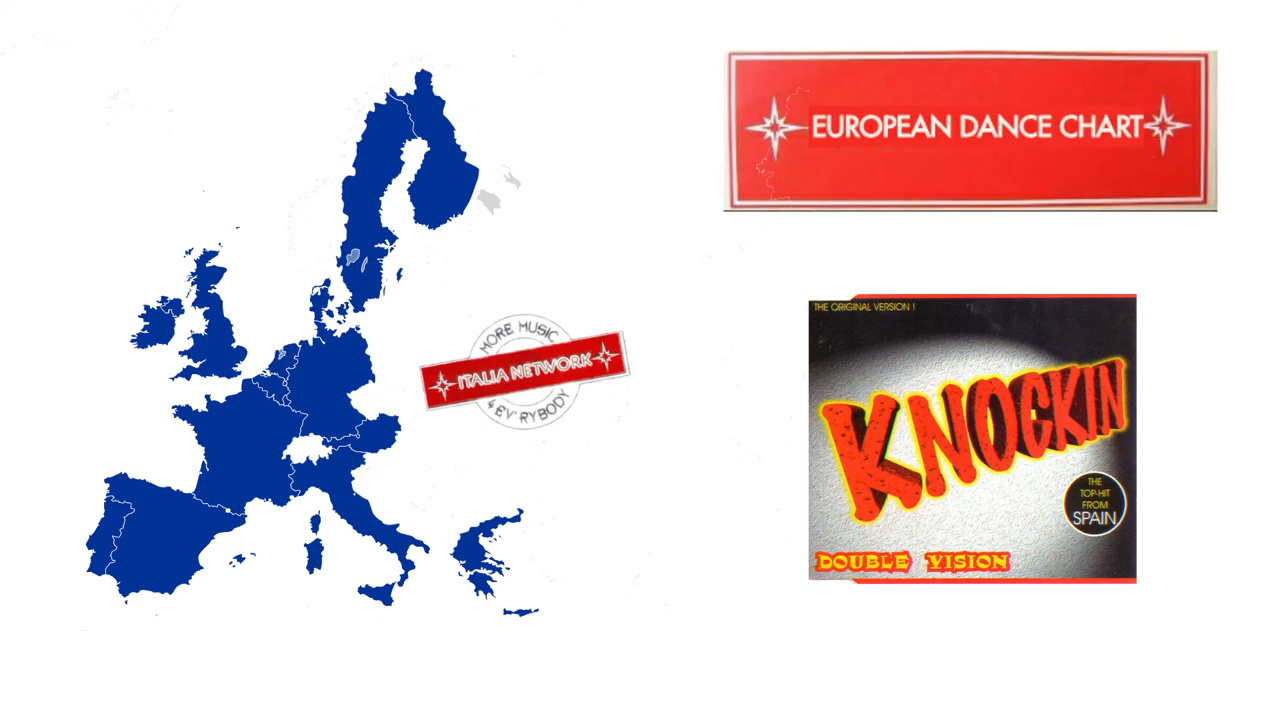 EUROPEAN DANCE CHART
MORE MUSIC
ITALIA NETWORK
4 EV'RYBODY
THE ORIGINAL VERSION !
KNOCKIN
THE
TOP-HIT
FROM
SPAIN
DOUBLE VISION